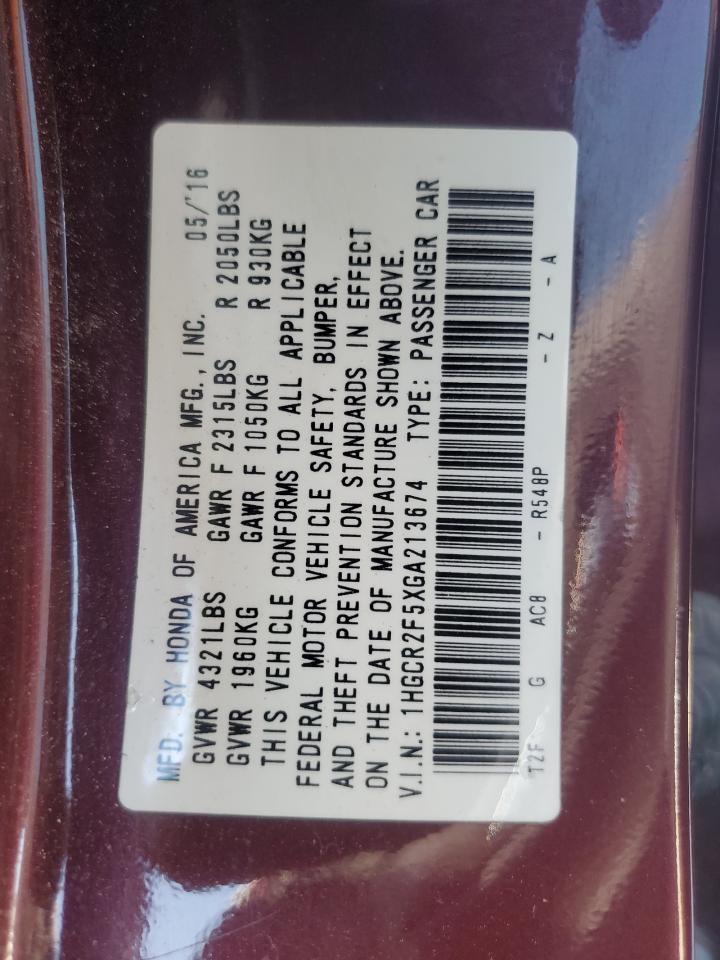 MFD. BY HONDA OF AMERICA MFG., INC. 05/'16
GVWR 4321LBS GAWR F 2315LBS R 2050LBS
GVWR 1960KG GAWR F 1050KG R 930KG
THIS VEHICLE CONFORMS TO ALL APPLICABLE
FEDERAL MOTOR VEHICLE SAFETY, BUMPER,
AND THEFT PREVENTION STANDARDS IN EFFECT
ON THE DATE OF MANUFACTURE SHOWN ABOVE.
V.I.N.: 1HGCR2F5XGA213674 TYPE: PASSENGER CAR
T2F G AC8 - R548P - Z - A